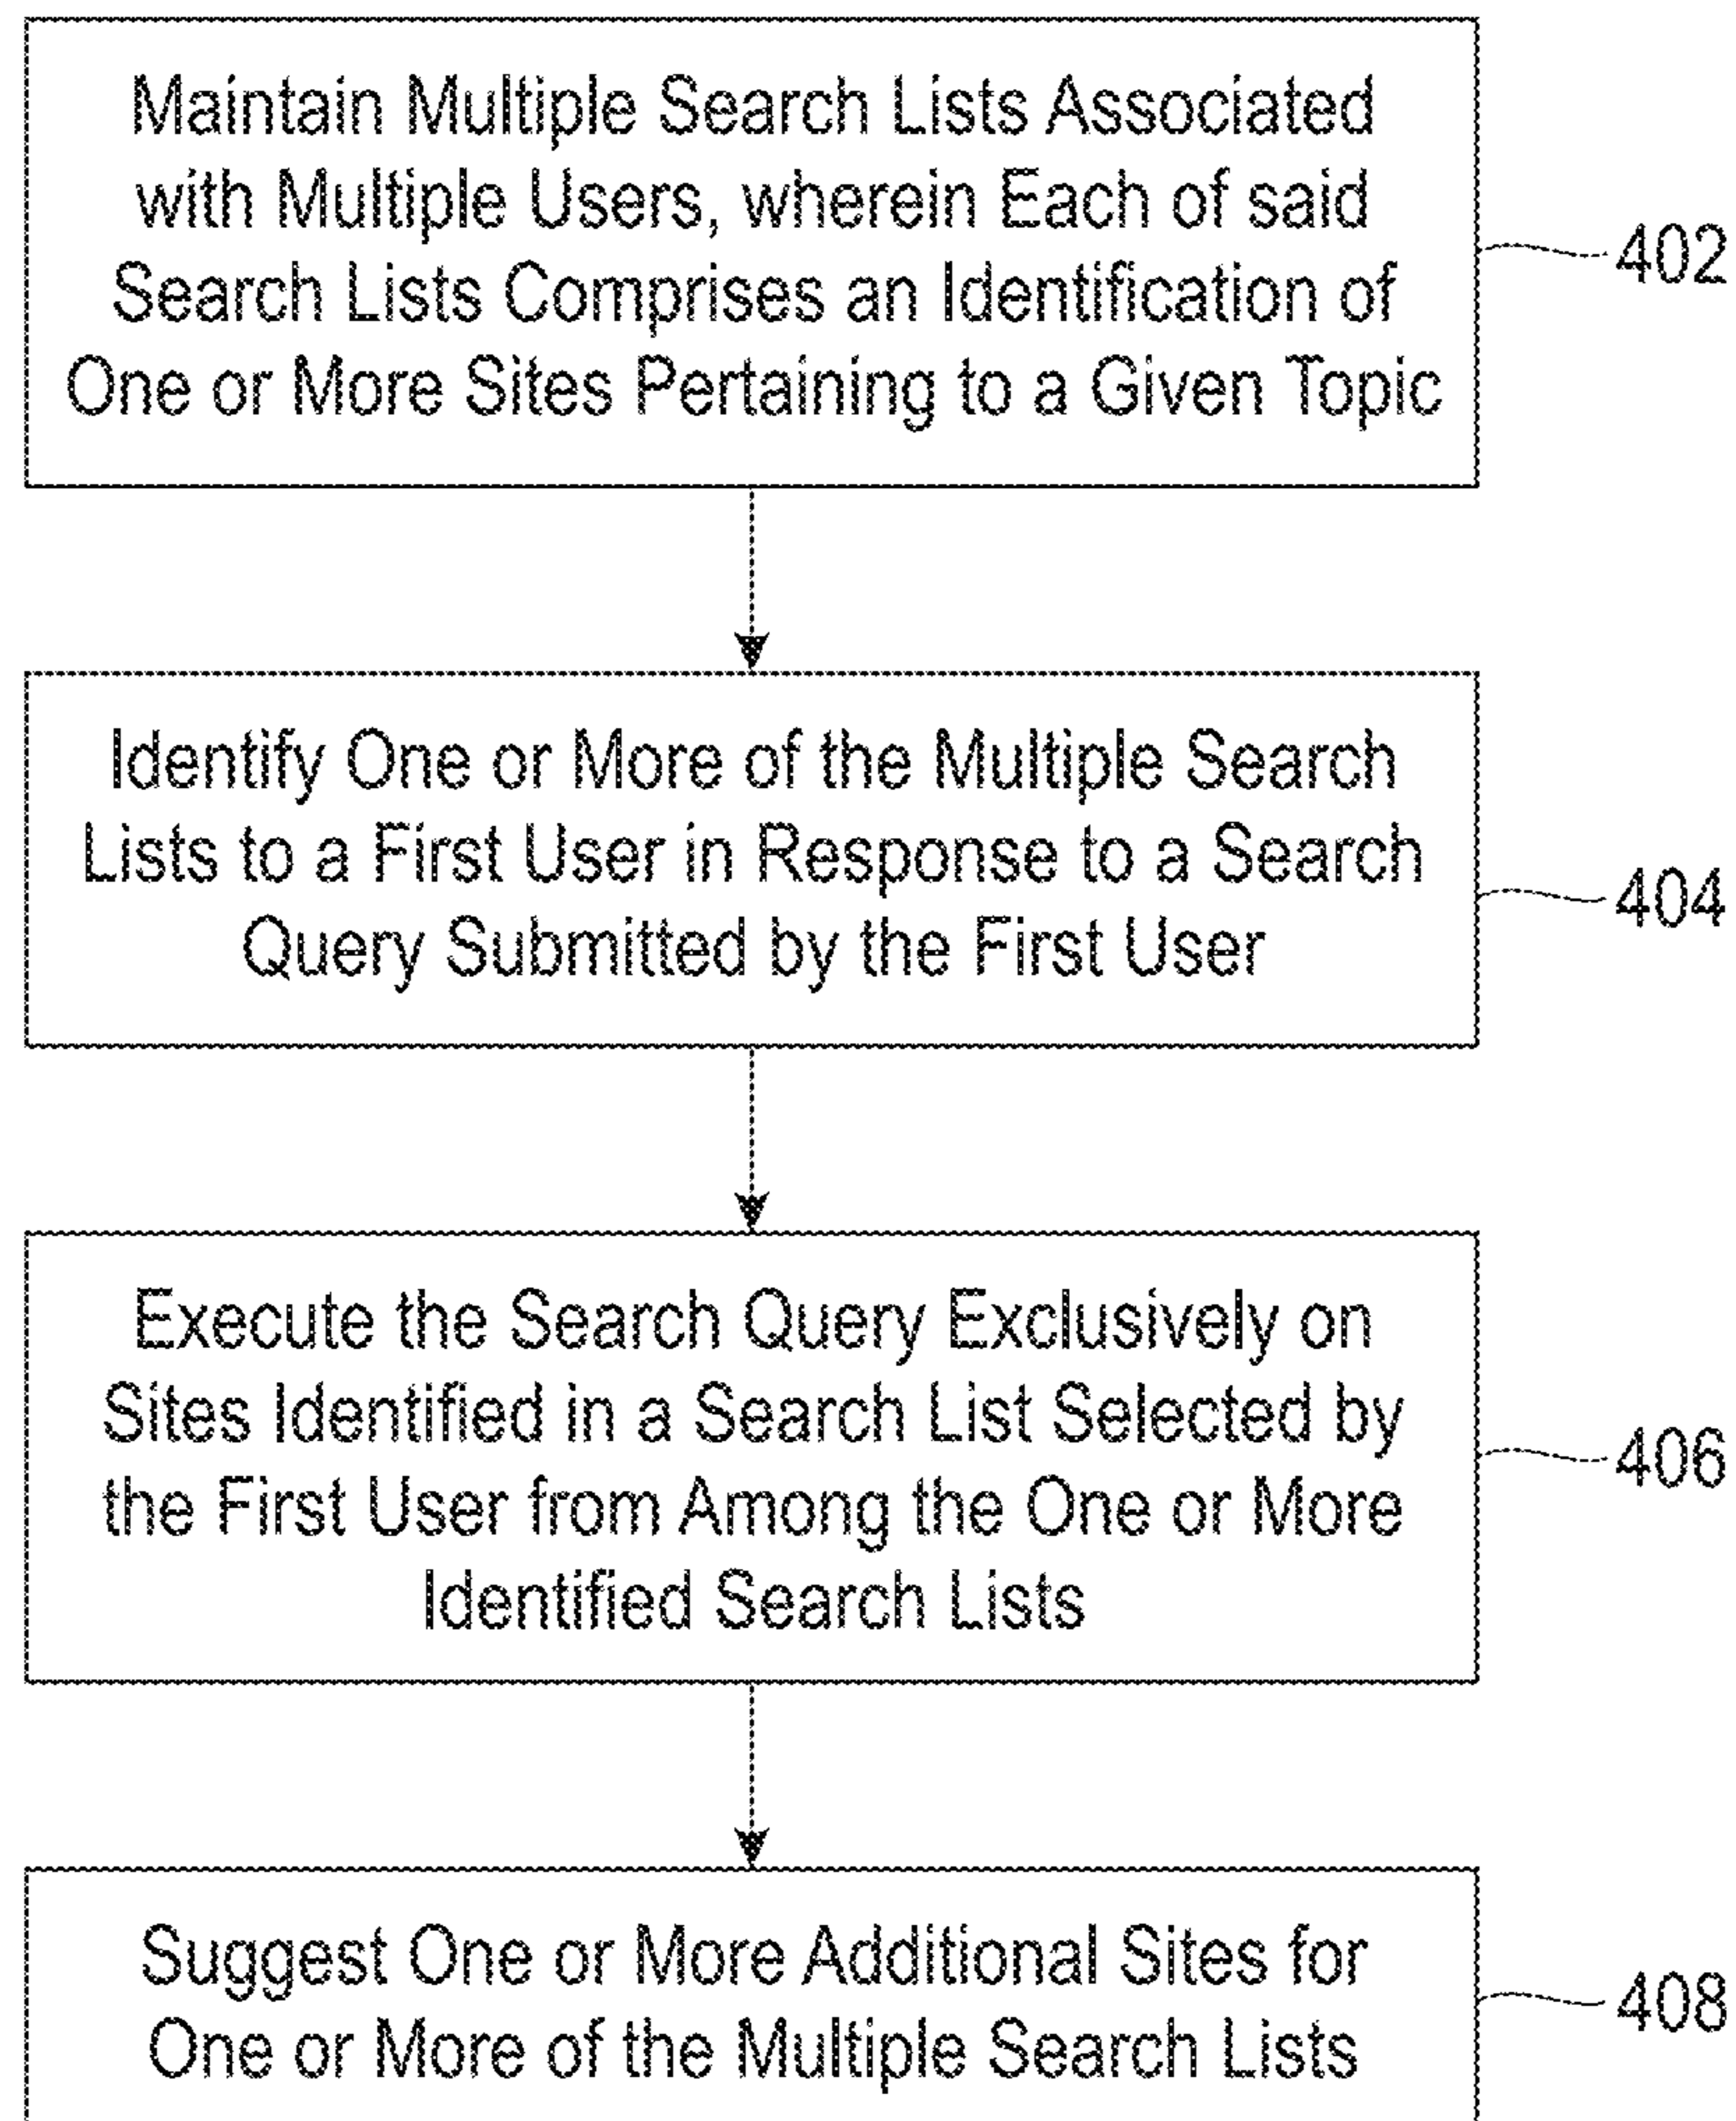 Maintain Multiple Search Lists Associated
with Multiple Users, wherein Each of said
Search Lists Comprises an Identification of
One or More Sites Pertaining to a Given Topic
402
Identify One or More of the Multiple Search
Lists to a First User in Response to a Search
Query Submitted by the First User
404
Execute the Search Query Exclusively on
Sites Identified in a Search List Selected by
the First User from Among the One or More
Identified Search Lists
406
Suggest One or More Additional Sites for
One or More of the Multiple Search Lists
408